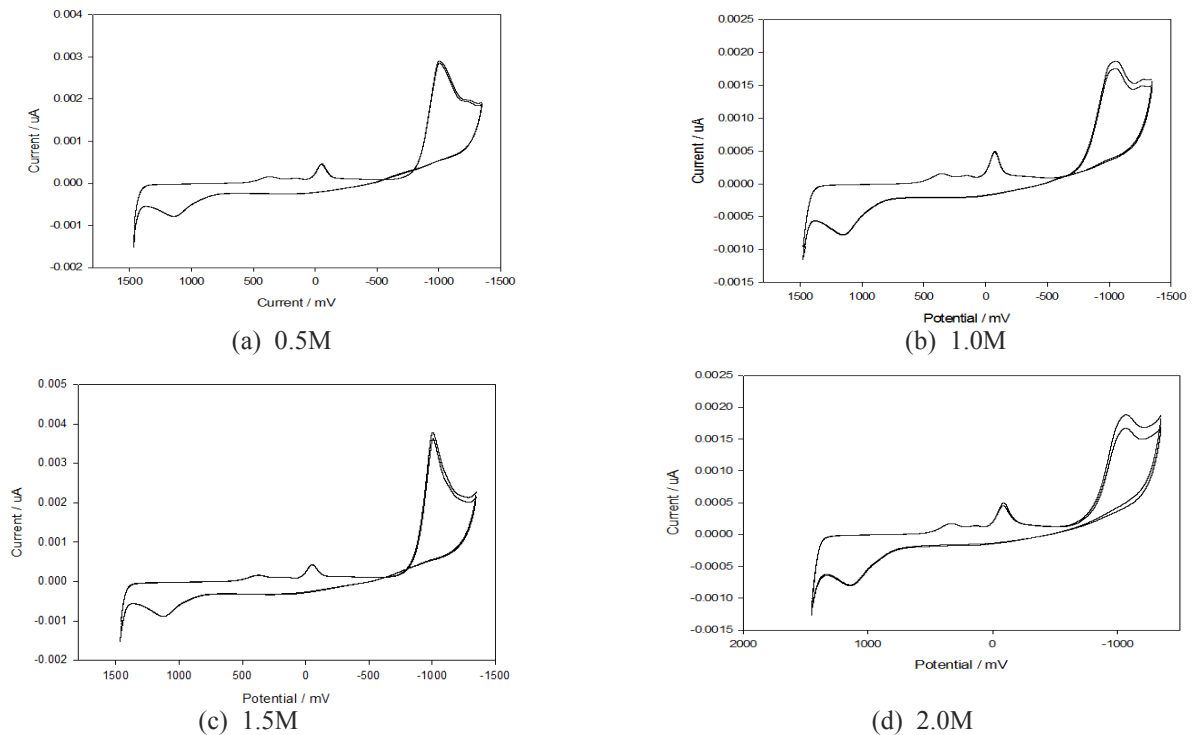 0.004
0.003
0.002
0.001
0.000
-0.001
-0.002
Current / uA
1500 1000 500 0 -500 -1000 -1500
Current / mV
(a) 0.5M
0.0025
0.0020
0.0015
0.0010
0.0005
0.0000
-0.0005
-0.0010
-0.0015
Current / uA
1500 1000 500 0 -500 -1000 -1500
Potential / mV
(b) 1.0M
0.005
0.004
0.003
0.002
0.001
0.000
-0.001
-0.002
Current / uA
1500 1000 500 0 -500 -1000 -1500
Potential / mV
(c) 1.5M
0.0025
0.0020
0.0015
0.0010
0.0005
0.0000
-0.0005
-0.0010
-0.0015
Current / uA
2000 1000 0 -1000
Potential / mV
(d) 2.0M